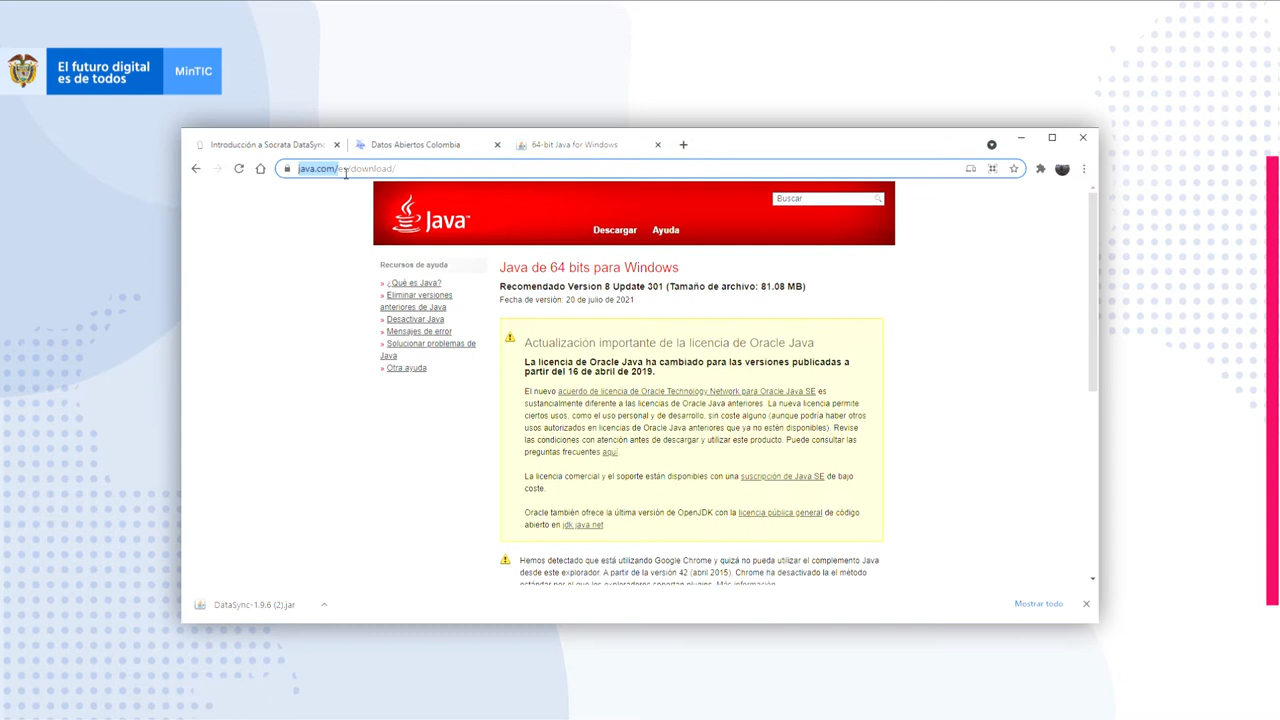 El futuro digital
es de todos
MinTIC
Introducción a Socrata DataSync
Datos Abiertos Colombia
64-bit Java for Windows
java.com/es/download/
Java™
Buscar
Descargar
Ayuda
Recursos de ayuda
» ¿Qué es Java?
» Eliminar versiones
anteriores de Java
» Desactivar Java
» Mensajes de error
» Solucionar problemas de
Java
» Otra ayuda
Java de 64 bits para Windows
Recomendado Version 8 Update 301 (Tamaño de archivo: 81.08 MB)
Fecha de versión: 20 de julio de 2021
Actualización importante de la licencia de Oracle Java
La licencia de Oracle Java ha cambiado para las versiones publicadas a
partir del 16 de abril de 2019.
El nuevo acuerdo de licencia de Oracle Technology Network para Oracle Java SE es
sustancialmente diferente a las licencias de Oracle Java anteriores. La nueva licencia permite
ciertos usos, como el uso personal y de desarrollo, sin coste alguno (aunque podría haber otros
usos autorizados en licencias de Oracle Java anteriores que ya no estén disponibles). Revise
las condiciones con atención antes de descargar y utilizar este producto. Puede consultar las
preguntas frecuentes aquí
La licencia comercial y el soporte están disponibles con una suscripción de Java SE de bajo
coste.
Oracle también ofrece la última versión de OpenJDK con la licencia pública general de código
abierto en jdk.java.net
Hemos detectado que está utilizando Google Chrome y quizá no pueda utilizar el complemento Java
desde este explorador. A partir de la versión 42 (abril 2015), Chrome ha desactivado la el método
estándar por el que los exploradores soportan plugins. Más información
DataSync-1.9.6 (2).jar
Mostrar todo